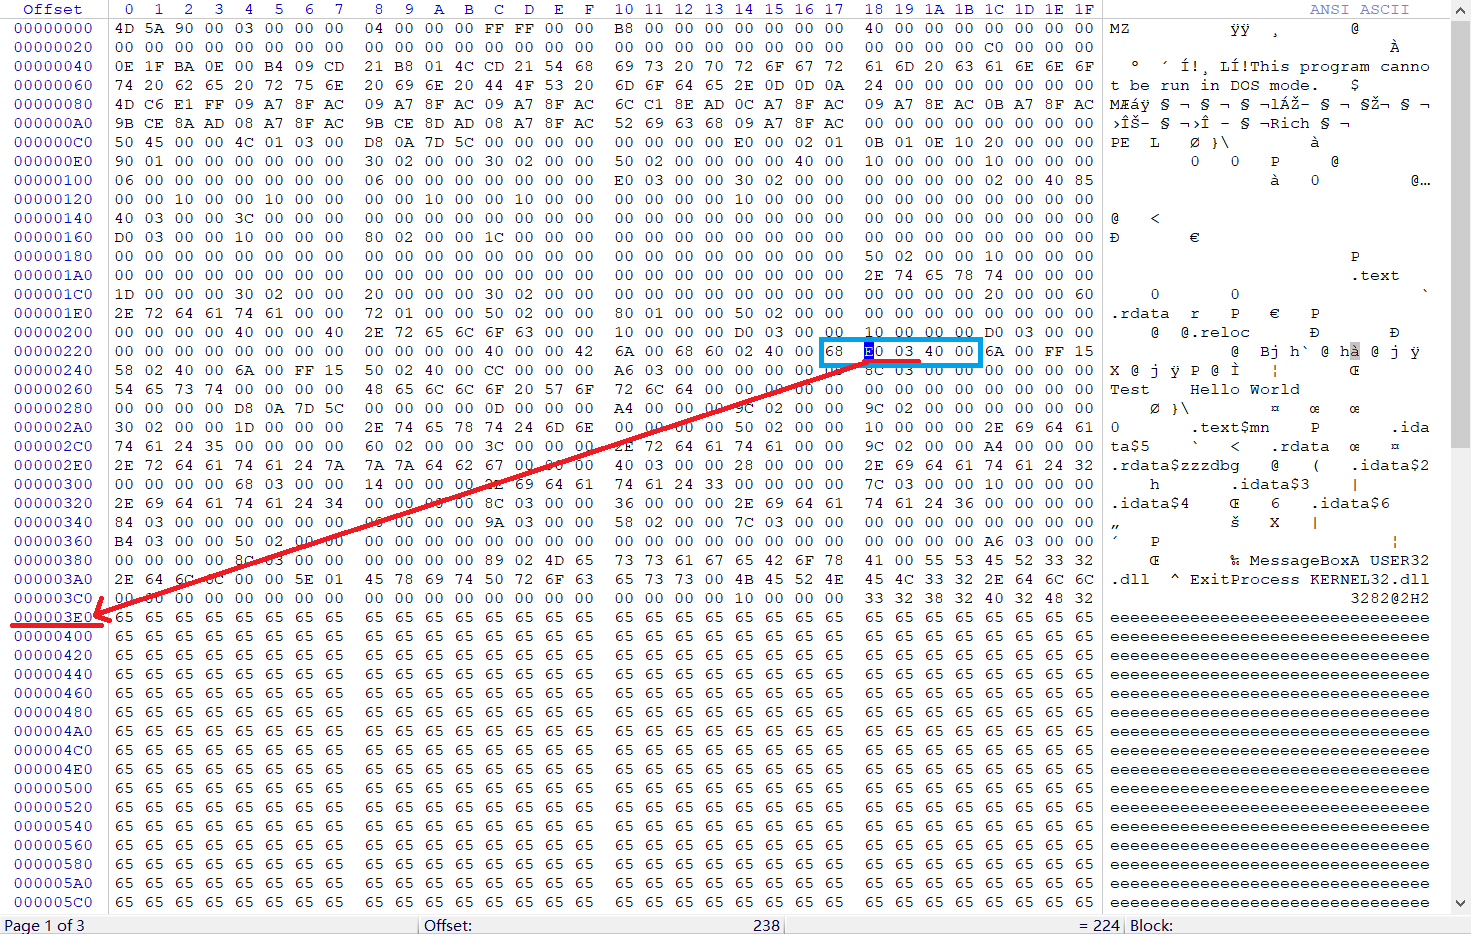 Offset 0 1 2 3 4 5 6 7 8 9 A B C D E F 10 11 12 13 14 15 16 17 18 19 1A 1B 1C 1D 1E 1F ANSI ASCII
00000000 4D 5A 90 00 03 00 00 00 04 00 00 00 FF FF 00 00 B8 00 00 00 00 00 00 00 40 00 00 00 00 00 00 00 MZ ÿÿ ¸ @
00000020 00 00 00 00 00 00 00 00 00 00 00 00 00 00 00 00 00 00 00 00 00 00 00 00 00 00 00 00 C0 00 00 00 À
00000040 0E 1F BA 0E 00 B4 09 CD 21 B8 01 4C CD 21 54 68 69 73 20 70 72 6F 67 72 61 6D 20 63 61 6E 6E 6F º ´ Í!¸ LÍ!This program canno
00000060 74 20 62 65 20 72 75 6E 20 69 6E 20 44 4F 53 20 6D 6F 64 65 2E 0D 0D 0A 24 00 00 00 00 00 00 00 t be run in DOS mode. $
00000080 4D C6 E1 FF 09 A7 8F AC 09 A7 8F AC 09 A7 8F AC 6C C1 8E AD 0C A7 8F AC 09 A7 8E AC 0B A7 8F AC MÆáÿ § ¬ § ¬ § ¬lÁŽ- § ¬ §Ž¬ § ¬
000000A0 9B CE 8A AD 08 A7 8F AC 9B CE 8D AD 08 A7 8F AC 52 69 63 68 09 A7 8F AC 00 00 00 00 00 00 00 00 ›ÎŠ- § ¬›Î - § ¬Rich § ¬
000000C0 50 45 00 00 4C 01 03 00 D8 0A 7D 5C 00 00 00 00 00 00 00 00 E0 00 02 01 0B 01 0E 10 20 00 00 00 PE L Ø }\ à
000000E0 90 01 00 00 00 00 00 00 30 02 00 00 30 02 00 00 50 02 00 00 00 00 40 00 10 00 00 00 10 00 00 00 0 0 P @
00000100 06 00 00 00 00 00 00 00 06 00 00 00 00 00 00 00 E0 03 00 00 30 02 00 00 00 00 00 00 02 00 40 85 à 0 @…
00000120 00 00 10 00 00 10 00 00 00 00 10 00 00 10 00 00 00 00 00 00 10 00 00 00 00 00 00 00 00 00 00 00
00000140 40 03 00 00 3C 00 00 00 00 00 00 00 00 00 00 00 00 00 00 00 00 00 00 00 00 00 00 00 00 00 00 00 @ <
00000160 D0 03 00 00 10 00 00 00 80 02 00 00 1C 00 00 00 00 00 00 00 00 00 00 00 00 00 00 00 00 00 00 00 Ð €
00000180 00 00 00 00 00 00 00 00 00 00 00 00 00 00 00 00 00 00 00 00 00 00 00 00 50 02 00 00 10 00 00 00 P
000001A0 00 00 00 00 00 00 00 00 00 00 00 00 00 00 00 00 00 00 00 00 00 00 00 00 2E 74 65 78 74 00 00 00 .text
000001C0 1D 00 00 00 30 02 00 00 20 00 00 00 30 02 00 00 00 00 00 00 00 00 00 00 00 00 00 00 20 00 00 60 0 0 `
000001E0 2E 72 64 61 74 61 00 00 72 01 00 00 50 02 00 00 80 01 00 00 50 02 00 00 00 00 00 00 00 00 00 00 .rdata r P € P
00000200 00 00 00 00 40 00 00 40 2E 72 65 6C 6F 63 00 00 10 00 00 00 D0 03 00 00 10 00 00 00 D0 03 00 00 @ @.reloc Ð Ð
00000220 00 00 00 00 00 00 00 00 00 00 00 00 40 00 00 42 6A 00 68 60 02 40 00 68 E0 03 40 00 6A 00 FF 15 @ Bj h` @ hà @ j ÿ
00000240 58 02 40 00 6A 00 FF 15 50 02 40 00 CC 00 00 00 A6 03 00 00 00 00 00 00 8C 03 00 00 00 00 00 00 X @ j ÿ P @ Ì ¦ Œ
00000260 54 65 73 74 00 00 00 00 48 65 6C 6C 6F 20 57 6F 72 6C 64 00 00 00 00 00 00 00 00 00 00 00 00 00 Test Hello World
00000280 00 00 00 00 D8 0A 7D 5C 00 00 00 00 0D 00 00 00 A4 00 00 00 9C 02 00 00 9C 02 00 00 00 00 00 00 Ø }\ ¤ œ œ
000002A0 30 02 00 00 1D 00 00 00 2E 74 65 78 74 24 6D 6E 00 00 00 00 50 02 00 00 10 00 00 00 2E 69 64 61 0 .text$mn P .ida
000002C0 74 61 24 35 00 00 00 00 60 02 00 00 3C 00 00 00 2E 72 64 61 74 61 00 00 9C 02 00 00 A4 00 00 00 ta$5 ` < .rdata œ ¤
000002E0 2E 72 64 61 74 61 24 7A 7A 7A 64 62 67 00 00 00 40 03 00 00 28 00 00 00 2E 69 64 61 74 61 24 32 .rdata$zzzdbg @ ( .idata$2
00000300 00 00 00 00 68 03 00 00 14 00 00 00 2E 69 64 61 74 61 24 33 00 00 00 00 7C 03 00 00 10 00 00 00 h .idata$3 |
00000320 2E 69 64 61 74 61 24 34 00 00 00 00 8C 03 00 00 36 00 00 00 2E 69 64 61 74 61 24 36 00 00 00 00 .idata$4 Œ 6 .idata$6
00000340 84 03 00 00 00 00 00 00 00 00 00 00 9A 03 00 00 58 02 00 00 7C 03 00 00 00 00 00 00 00 00 00 00 „ š X |
00000360 B4 03 00 00 50 02 00 00 00 00 00 00 00 00 00 00 00 00 00 00 00 00 00 00 00 00 00 00 A6 03 00 00 ´ P ¦
00000380 00 00 00 00 8C 03 00 00 00 00 00 00 89 02 4D 65 73 73 61 67 65 42 6F 78 41 00 55 53 45 52 33 32 Œ ‰ MessageBoxA USER32
000003A0 2E 64 6C 6C 00 00 5E 01 45 78 69 74 50 72 6F 63 65 73 73 00 4B 45 52 4E 45 4C 33 32 2E 64 6C 6C .dll ^ ExitProcess KERNEL32.dll
000003C0 00 00 00 00 00 00 00 00 00 00 00 00 00 00 00 00 00 00 00 00 10 00 00 00 33 32 38 32 40 32 48 32 3282@2H2
000003E0 65 65 65 65 65 65 65 65 65 65 65 65 65 65 65 65 65 65 65 65 65 65 65 65 65 65 65 65 65 65 65 65 eeeeeeeeeeeeeeeeeeeeeeeeeeeeeeee
00000400 65 65 65 65 65 65 65 65 65 65 65 65 65 65 65 65 65 65 65 65 65 65 65 65 65 65 65 65 65 65 65 65 eeeeeeeeeeeeeeeeeeeeeeeeeeeeeeee
00000420 65 65 65 65 65 65 65 65 65 65 65 65 65 65 65 65 65 65 65 65 65 65 65 65 65 65 65 65 65 65 65 65 eeeeeeeeeeeeeeeeeeeeeeeeeeeeeeee
00000440 65 65 65 65 65 65 65 65 65 65 65 65 65 65 65 65 65 65 65 65 65 65 65 65 65 65 65 65 65 65 65 65 eeeeeeeeeeeeeeeeeeeeeeeeeeeeeeee
00000460 65 65 65 65 65 65 65 65 65 65 65 65 65 65 65 65 65 65 65 65 65 65 65 65 65 65 65 65 65 65 65 65 eeeeeeeeeeeeeeeeeeeeeeeeeeeeeeee
00000480 65 65 65 65 65 65 65 65 65 65 65 65 65 65 65 65 65 65 65 65 65 65 65 65 65 65 65 65 65 65 65 65 eeeeeeeeeeeeeeeeeeeeeeeeeeeeeeee
000004A0 65 65 65 65 65 65 65 65 65 65 65 65 65 65 65 65 65 65 65 65 65 65 65 65 65 65 65 65 65 65 65 65 eeeeeeeeeeeeeeeeeeeeeeeeeeeeeeee
000004C0 65 65 65 65 65 65 65 65 65 65 65 65 65 65 65 65 65 65 65 65 65 65 65 65 65 65 65 65 65 65 65 65 eeeeeeeeeeeeeeeeeeeeeeeeeeeeeeee
000004E0 65 65 65 65 65 65 65 65 65 65 65 65 65 65 65 65 65 65 65 65 65 65 65 65 65 65 65 65 65 65 65 65 eeeeeeeeeeeeeeeeeeeeeeeeeeeeeeee
00000500 65 65 65 65 65 65 65 65 65 65 65 65 65 65 65 65 65 65 65 65 65 65 65 65 65 65 65 65 65 65 65 65 eeeeeeeeeeeeeeeeeeeeeeeeeeeeeeee
00000520 65 65 65 65 65 65 65 65 65 65 65 65 65 65 65 65 65 65 65 65 65 65 65 65 65 65 65 65 65 65 65 65 eeeeeeeeeeeeeeeeeeeeeeeeeeeeeeee
00000540 65 65 65 65 65 65 65 65 65 65 65 65 65 65 65 65 65 65 65 65 65 65 65 65 65 65 65 65 65 65 65 65 eeeeeeeeeeeeeeeeeeeeeeeeeeeeeeee
00000560 65 65 65 65 65 65 65 65 65 65 65 65 65 65 65 65 65 65 65 65 65 65 65 65 65 65 65 65 65 65 65 65 eeeeeeeeeeeeeeeeeeeeeeeeeeeeeeee
00000580 65 65 65 65 65 65 65 65 65 65 65 65 65 65 65 65 65 65 65 65 65 65 65 65 65 65 65 65 65 65 65 65 eeeeeeeeeeeeeeeeeeeeeeeeeeeeeeee
000005A0 65 65 65 65 65 65 65 65 65 65 65 65 65 65 65 65 65 65 65 65 65 65 65 65 65 65 65 65 65 65 65 65 eeeeeeeeeeeeeeeeeeeeeeeeeeeeeeee
000005C0 65 65 65 65 65 65 65 65 65 65 65 65 65 65 65 65 65 65 65 65 65 65 65 65 65 65 65 65 65 65 65 65 eeeeeeeeeeeeeeeeeeeeeeeeeeeeeeee
Page 1 of 3 Offset: 238 = 224 Block: